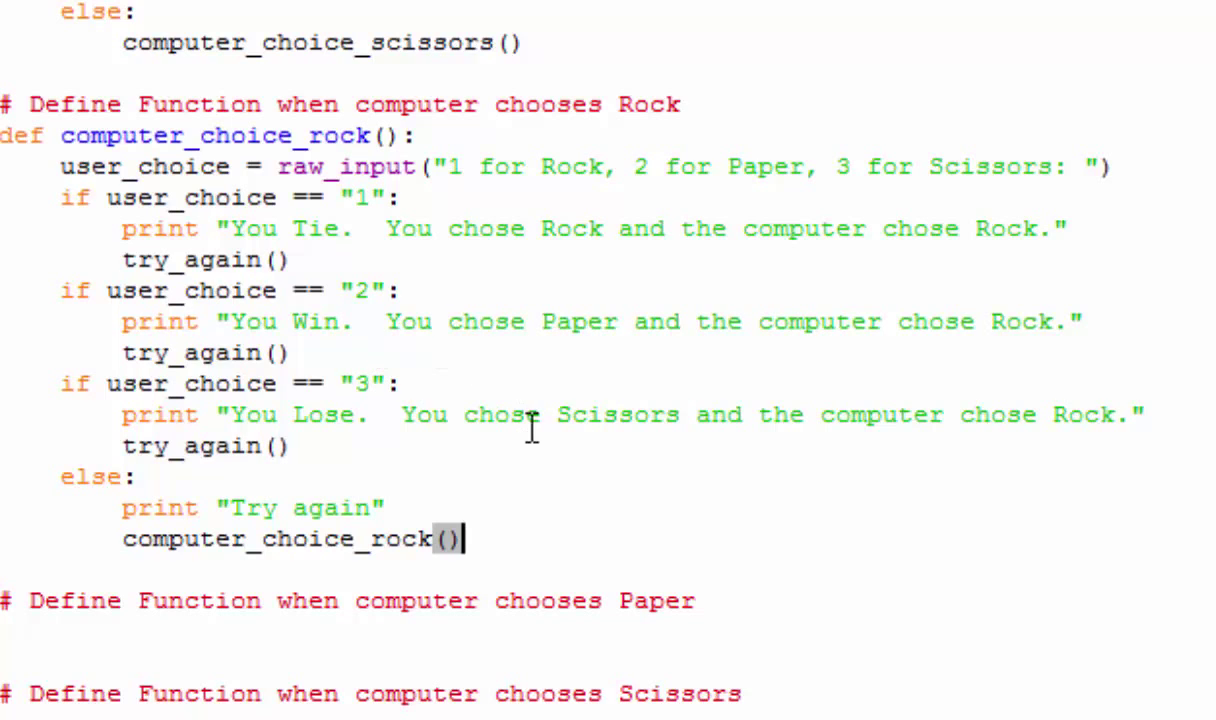 else:
computer_choice_scissors()
# Define Function when computer chooses Rock
def computer_choice_rock():
user_choice = raw_input("1 for Rock, 2 for Paper, 3 for Scissors: ")
if user_choice == "1":
print "You Tie.  You chose Rock and the computer chose Rock."
try_again()
if user_choice == "2":
print "You Win.  You chose Paper and the computer chose Rock."
try_again()
if user_choice == "3":
print "You Lose.  You chose Scissors and the computer chose Rock."
try_again()
else:
print "Try again"
computer_choice_rock()
# Define Function when computer chooses Paper
# Define Function when computer chooses Scissors